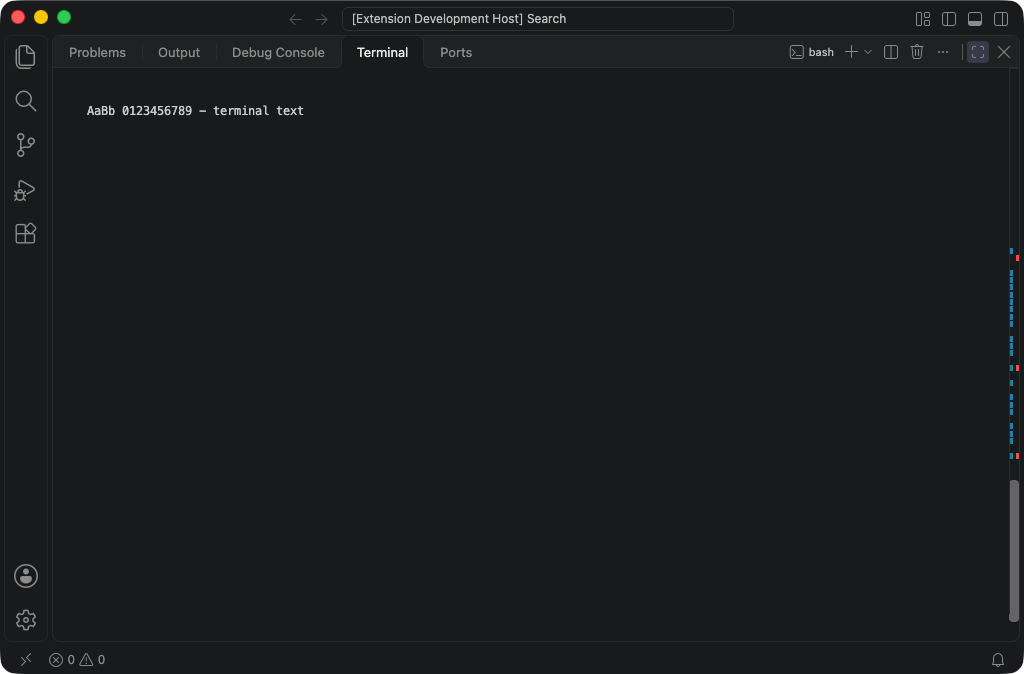 [Extension Development Host] Search
Problems Output Debug Console Terminal Ports bash
AaBb 0123456789 – terminal text
0 0